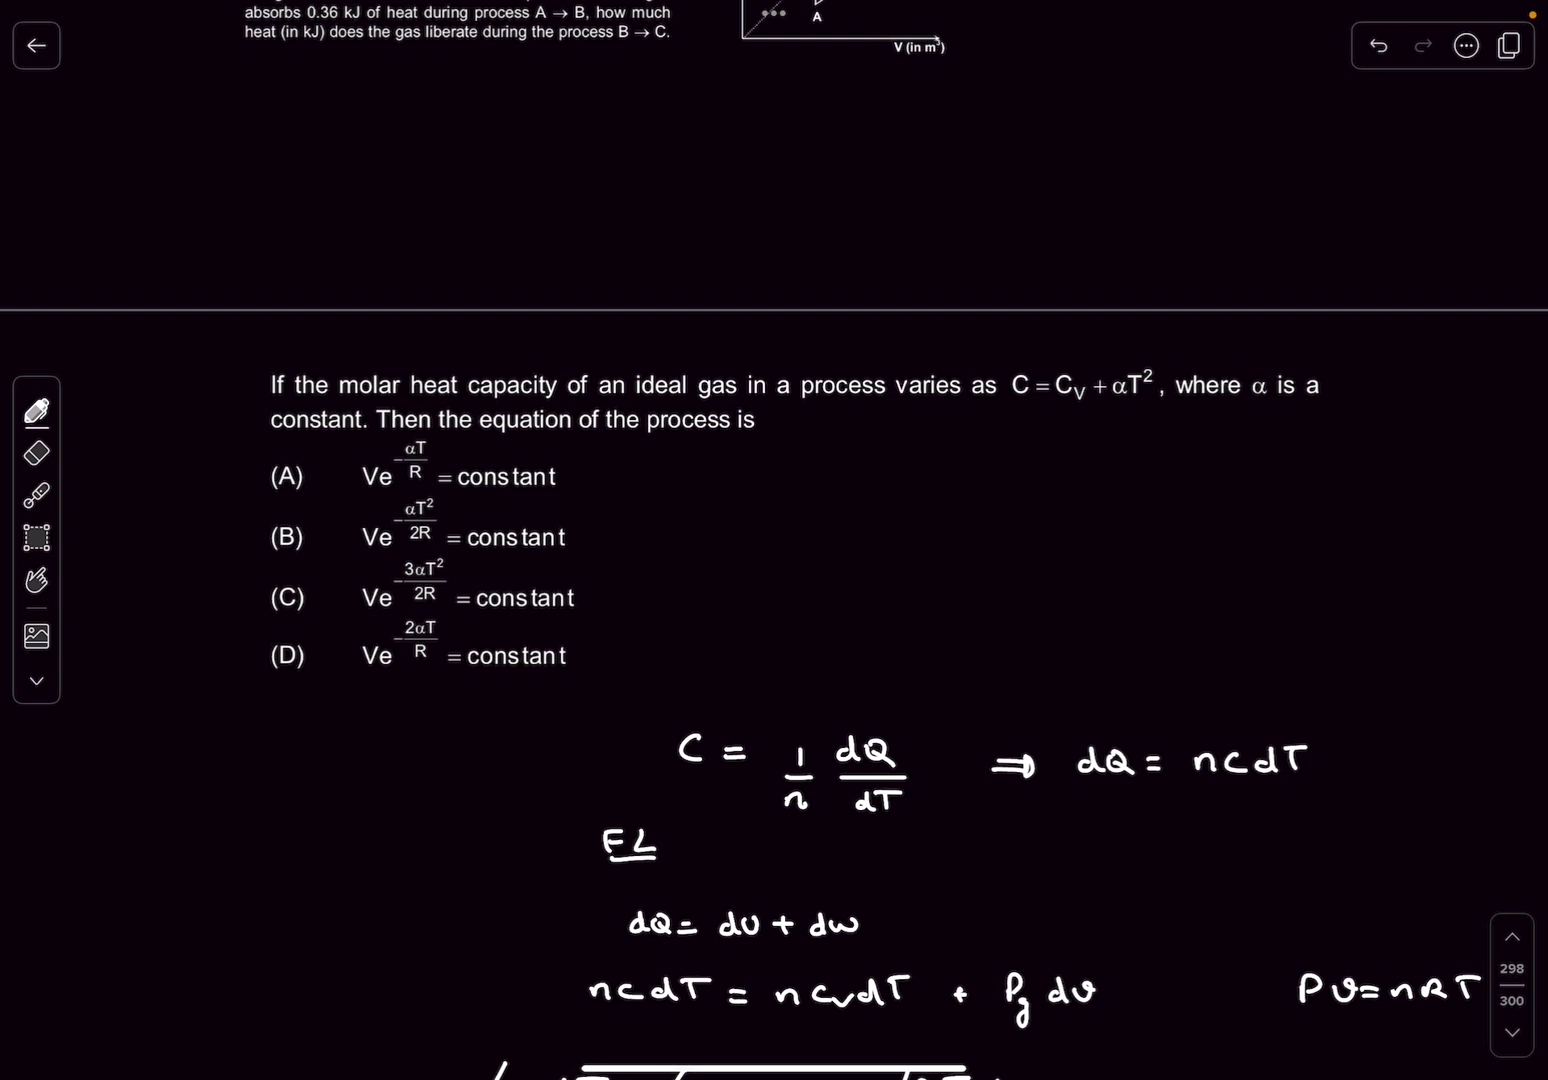 absorbs 0.36 kJ of heat during process A → B, how much
heat (in kJ) does the gas liberate during the process B → C.
A
V (in m³)
If the molar heat capacity of an ideal gas in a process varies as C = C_V + αT², where α is a
constant. Then the equation of the process is
(A) Ve^(-αT/R) = constant
(B) Ve^(-αT²/2R) = constant
(C) Ve^(-3αT²/2R) = constant
(D) Ve^(-2αT/R) = constant
C = 1/n dQ/dT ⇒ dQ = nCdT
FL
dQ = dU + dw
nCdT = nC_vdT + P_g dv PV = nRT
298
300